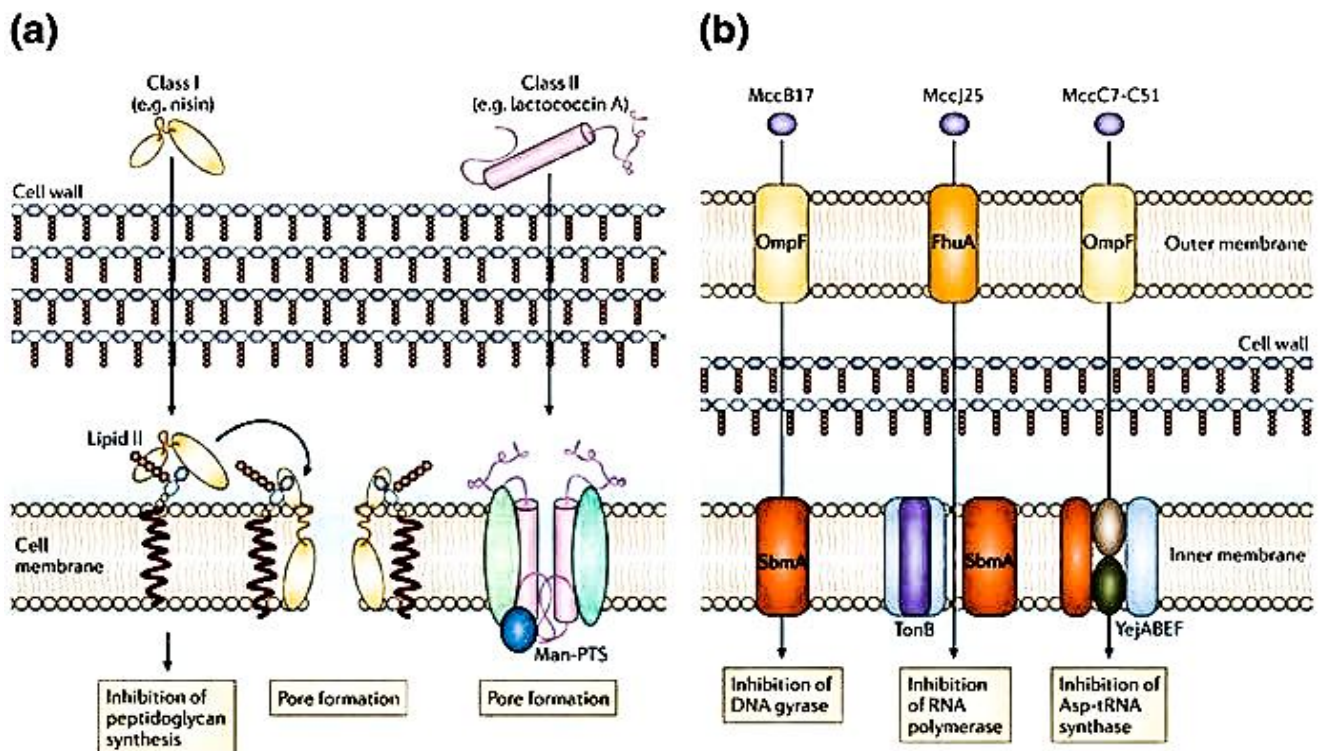 (a)
Class I
(e.g. nisin)
Class II
(e.g. lactococcin A)
Cell wall
Lipid II
Cell
membrane
Man-PTS
Inhibition of
peptidoglycan
synthesis
Pore formation
Pore formation
(b)
MccB17
MccJ25
MccC7-C51
OmpF
FhuA
OmpF
Outer membrane
Cell wall
SbmA
SbmA
Inner membrane
TonB
YejABEF
Inhibition of
DNA gyrase
Inhibition
of RNA
polymerase
Inhibition of
Asp-tRNA
synthase